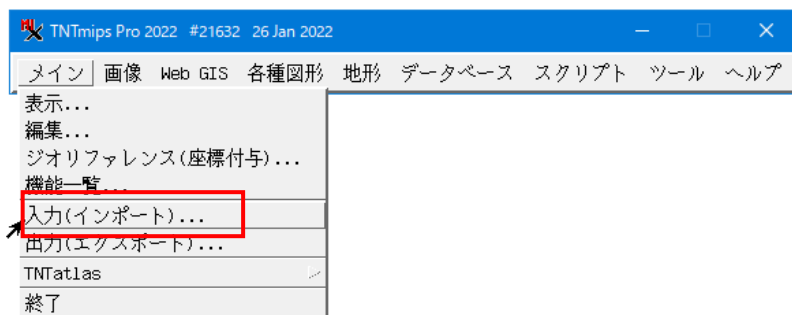 TNTmips Pro 2022 #21632 26 Jan 2022
メイン 画像 Web GIS 各種図形 地形 データベース スクリプト ツール ヘルプ
表示...
編集...
ジオリファレンス(座標付与)...
機能一覧...
入力(インポート)...
出力(エクスポート)...
TNTatlas
終了